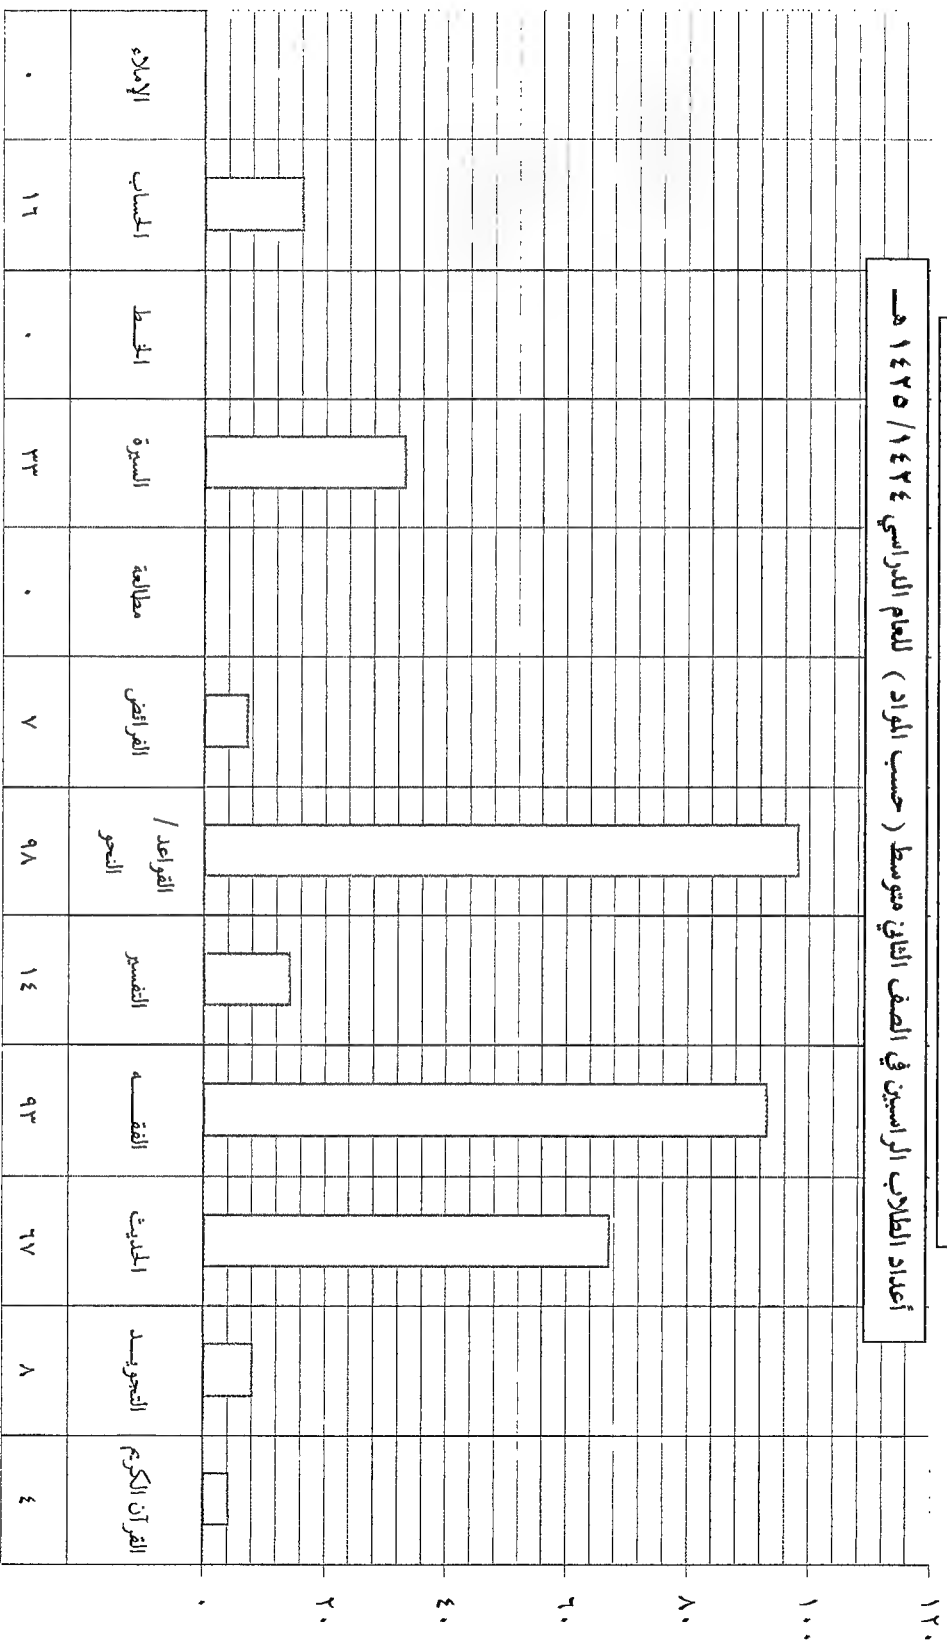 أعداد الطلاب الراسبين في الصف الثاني متوسط ( حسب المواد ) للعام الدراسي ١٤٢٤ / ١٤٢٥ هـ
١٢٠
١٠٠
٨٠
٦٠
٤٠
٢٠
٠
القرآن الكريم
التجويد
الحديث
الفقه
التفسير
القواعد /
النحو
الفرائض
مطالعة
السيرة
الخط
الحساب
الإملاء
٤
٨
٦٧
٩٣
١٤
٩٨
٧
٠
٣٣
٠
١٦
٠